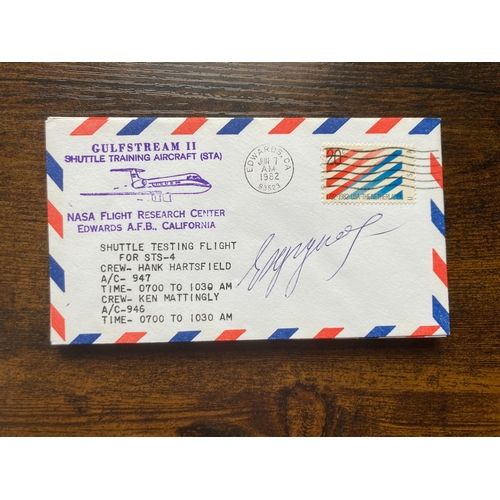 GULFSTREAM II
SHUTTLE TRAINING AIRCRAFT (STA)
NASA FLIGHT RESEARCH CENTER
EDWARDS A.F.B., CALIFORNIA
SHUTTLE TESTING FLIGHT
FOR STS-4
CREW- HANK HARTSFIELD
A/C- 947
TIME- 0700 TO 1030 AM
CREW- KEN MATTINGLY
A/C-946
TIME- 0700 TO 1030 AM
EDWARDS, CA
JUN 7
AM
1982
93523
20c